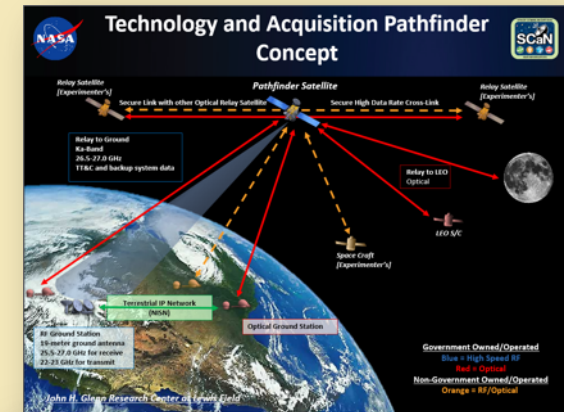 NASA
Technology and Acquisition Pathfinder
Concept
SCaN
Relay Satellite
[Experimenter's]
Pathfinder Satellite
Relay Satellite
[Experimenter's]
Secure Link with other Optical Relay Satellite
Secure High Data Rate Cross-Link
Relay to Ground
Ka-Band
26.5-27.0 GHz
TT&C and backup system data
Relay to LEO
Optical
LEO S/C
Space Craft
[Experimenter's]
Terrestrial IP Network
(NISN)
Optical Ground Station
RF Ground Station
19-meter ground antenna
25.5-27.0 GHz for receive
22-23 GHz for transmit
Government Owned/Operated
Blue = High Speed RF
Red = Optical
Non-Government Owned/Operated
Orange = RF/Optical
John H. Glenn Research Center at Lewis Field